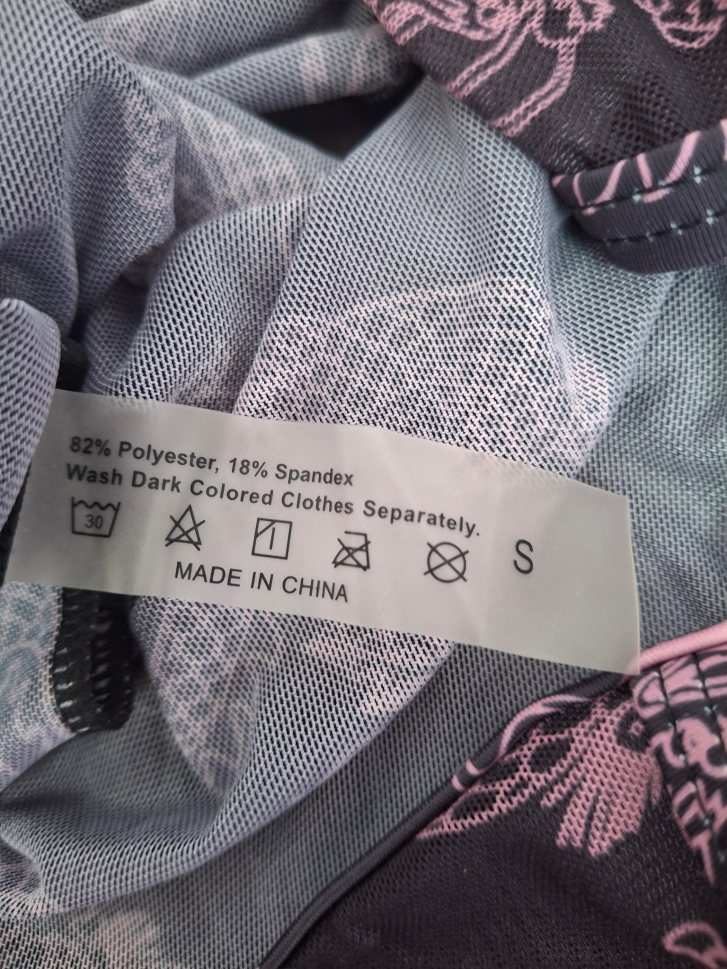 82% Polyester, 18% Spandex
Wash Dark Colored Clothes Separately.
30 S
MADE IN CHINA